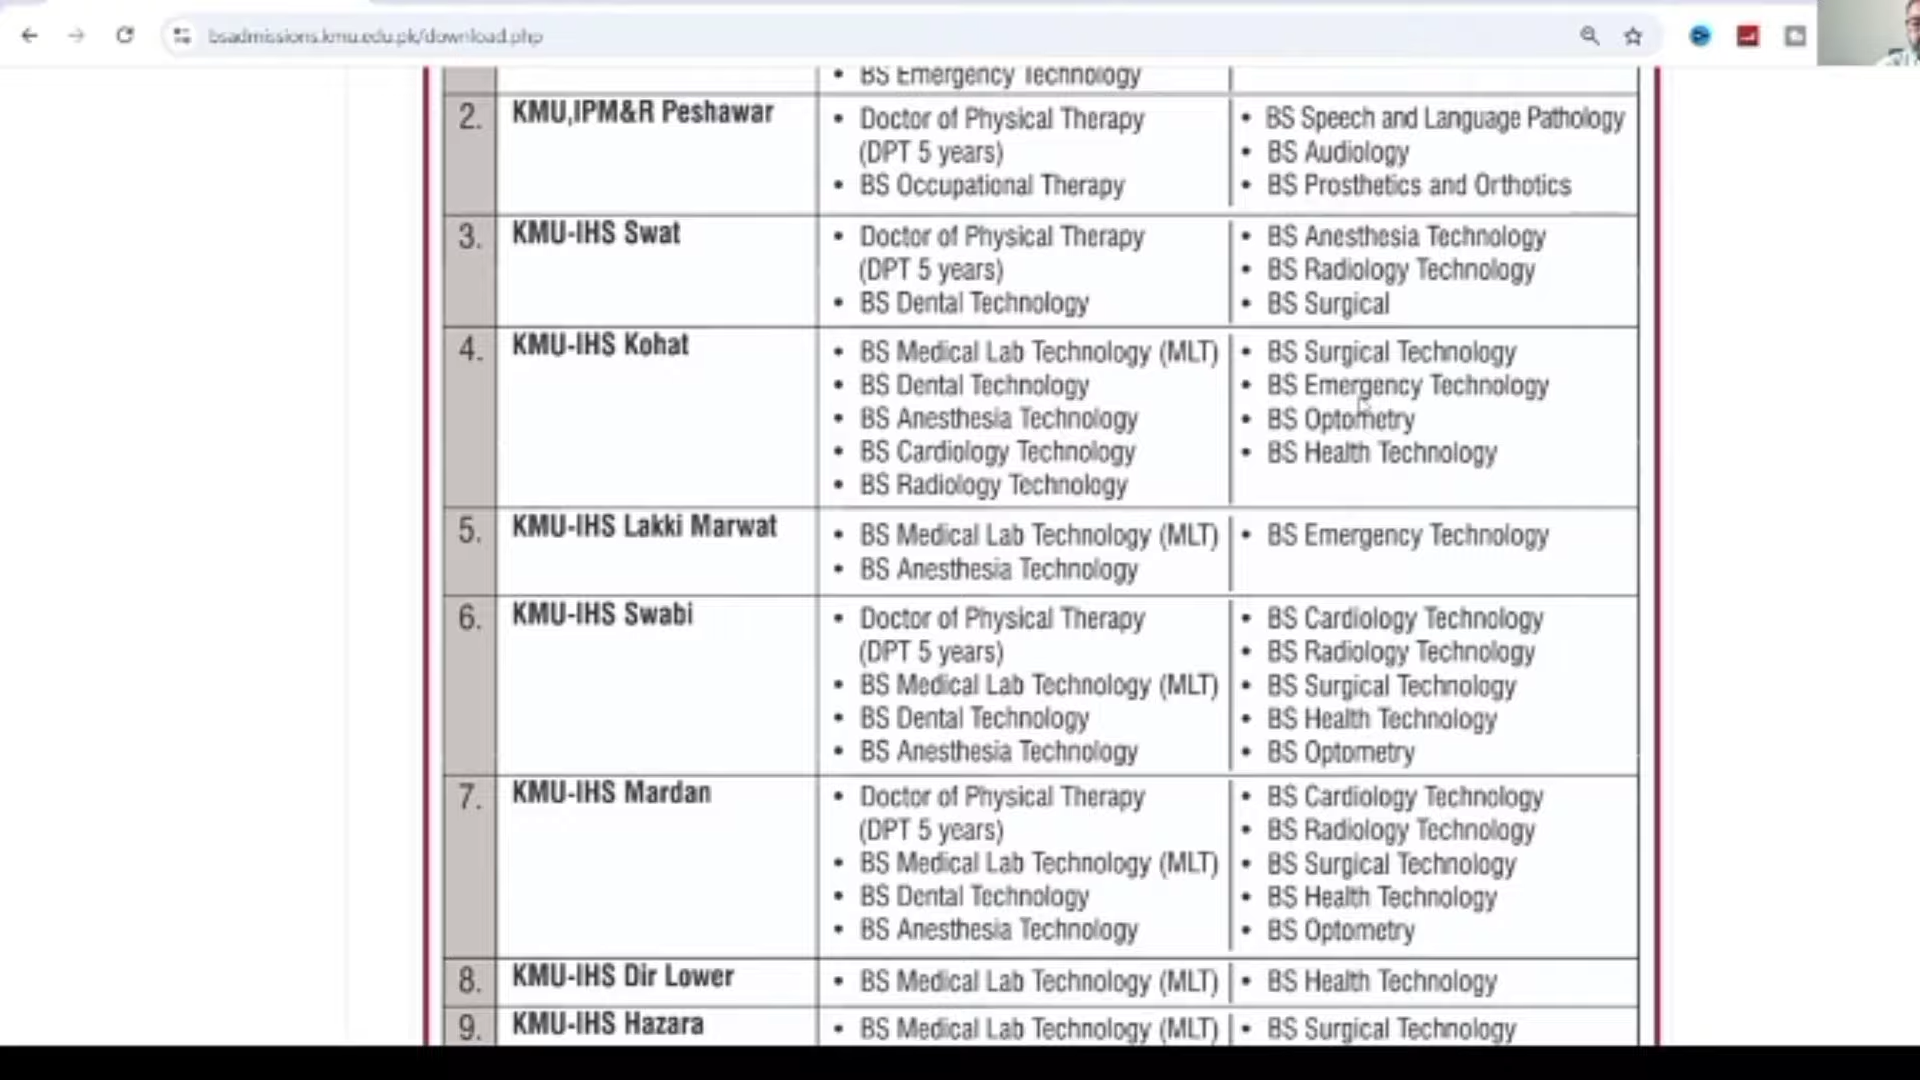 bsadmissions.kmu.edu.pk/download.php
• BS Emergency Technology
2. KMU,IPM&R Peshawar
• Doctor of Physical Therapy
(DPT 5 years)
• BS Occupational Therapy
• BS Speech and Language Pathology
• BS Audiology
• BS Prosthetics and Orthotics
3. KMU-IHS Swat
• Doctor of Physical Therapy
(DPT 5 years)
• BS Dental Technology
• BS Anesthesia Technology
• BS Radiology Technology
• BS Surgical
4. KMU-IHS Kohat
• BS Medical Lab Technology (MLT)
• BS Dental Technology
• BS Anesthesia Technology
• BS Cardiology Technology
• BS Radiology Technology
• BS Surgical Technology
• BS Emergency Technology
• BS Optometry
• BS Health Technology
5. KMU-IHS Lakki Marwat
• BS Medical Lab Technology (MLT)
• BS Anesthesia Technology
• BS Emergency Technology
6. KMU-IHS Swabi
• Doctor of Physical Therapy
(DPT 5 years)
• BS Medical Lab Technology (MLT)
• BS Dental Technology
• BS Anesthesia Technology
• BS Cardiology Technology
• BS Radiology Technology
• BS Surgical Technology
• BS Health Technology
• BS Optometry
7. KMU-IHS Mardan
• Doctor of Physical Therapy
(DPT 5 years)
• BS Medical Lab Technology (MLT)
• BS Dental Technology
• BS Anesthesia Technology
• BS Cardiology Technology
• BS Radiology Technology
• BS Surgical Technology
• BS Health Technology
• BS Optometry
8. KMU-IHS Dir Lower
• BS Medical Lab Technology (MLT)
• BS Health Technology
9. KMU-IHS Hazara
• BS Medical Lab Technology (MLT)
• BS Surgical Technology